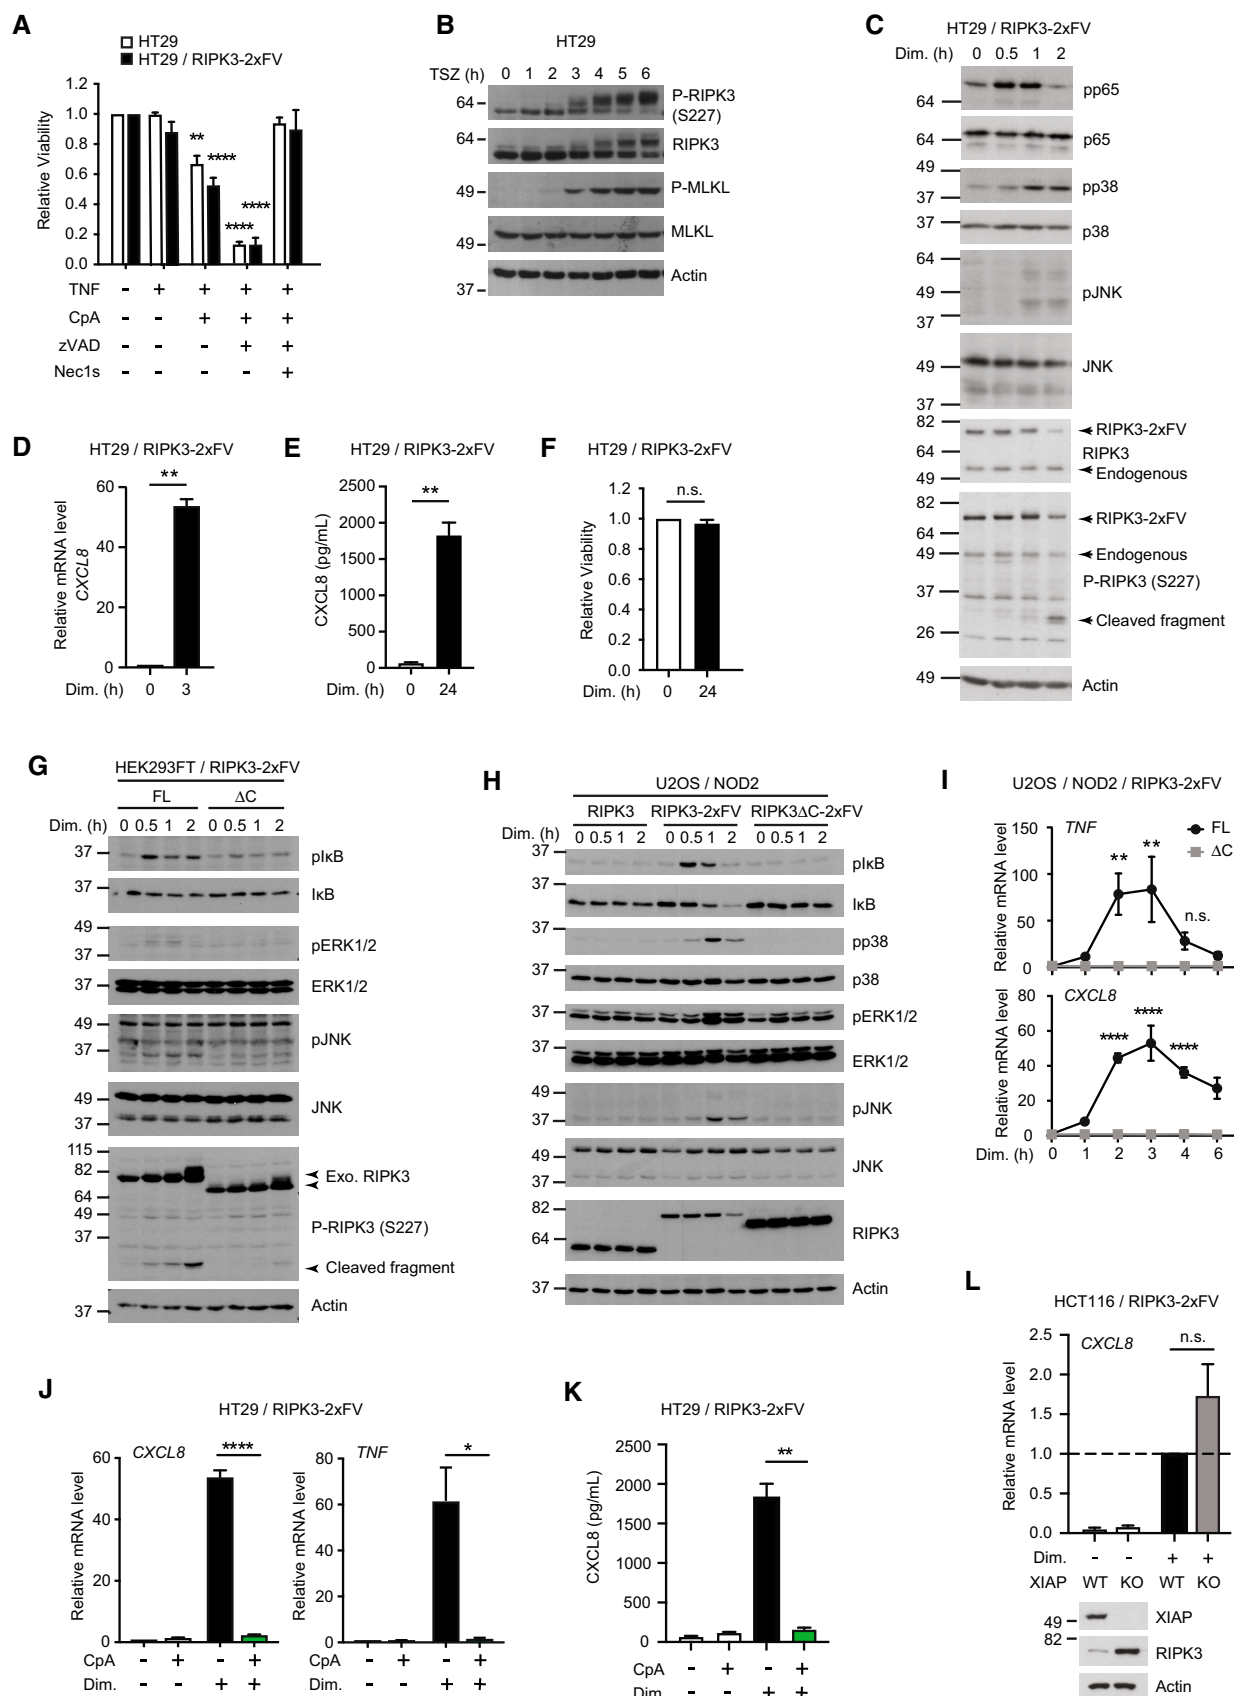 A
HT29
HT29 / RIPK3-2xFV
Relative Viability
1.2
1.0
0.8
0.6
0.4
0.2
0.0
**
****
****
****
TNF - + + + +
CpA - - + + +
zVAD - - - + +
Nec1s - - - - +
B
HT29
TSZ (h) 0 1 2 3 4 5 6
64
P-RIPK3
(S227)
64
RIPK3
49
P-MLKL
49
MLKL
37
Actin
C
HT29 / RIPK3-2xFV
Dim. (h) 0 0.5 1 2
64
pp65
64
p65
49
37
pp38
37
p38
64
49
37
pJNK
49
37
JNK
82
64
49
RIPK3-2xFV
RIPK3
Endogenous
82
64
49
37
26
RIPK3-2xFV
Endogenous
P-RIPK3 (S227)
Cleaved fragment
49
Actin
D
HT29 / RIPK3-2xFV
Relative mRNA level
CXCL8
60
40
20
0
**
Dim. (h) 0 3
E
HT29 / RIPK3-2xFV
CXCL8 (pg/mL)
2500
2000
1500
1000
500
0
**
Dim. (h) 0 24
F
HT29 / RIPK3-2xFV
Relative Viability
1.2
1.0
0.8
0.6
0.4
0.2
0.0
n.s.
Dim. (h) 0 24
G
HEK293FT / RIPK3-2xFV
FL ΔC
Dim. (h) 0 0.5 1 2 0 0.5 1 2
37
pIκB
37
IκB
49
37
pERK1/2
37
ERK1/2
49
37
pJNK
49
37
JNK
115
82
64
49
37
Exo. RIPK3
P-RIPK3 (S227)
Cleaved fragment
37
Actin
H
U2OS / NOD2
RIPK3 RIPK3-2xFV RIPK3ΔC-2xFV
Dim. (h) 0 0.5 1 2 0 0.5 1 2 0 0.5 1 2
37
pIκB
37
IκB
37
pp38
37
p38
37
pERK1/2
37
ERK1/2
49
37
pJNK
49
37
JNK
82
64
RIPK3
37
Actin
I
U2OS / NOD2 / RIPK3-2xFV
Relative mRNA level
150
100
50
0
TNF
FL
ΔC
**
**
n.s.
Relative mRNA level
80
60
40
20
0
CXCL8
****
****
****
Dim. (h) 0 1 2 3 4 6
J
HT29 / RIPK3-2xFV
Relative mRNA level
60
40
20
0
CXCL8
****
CpA - + - +
Dim. - - + +
Relative mRNA level
80
60
40
20
0
TNF
*
CpA - + - +
Dim. - - + +
K
HT29 / RIPK3-2xFV
CXCL8 (pg/mL)
2500
2000
1500
1000
500
0
**
CpA - + - +
Dim. - - + +
L
HCT116 / RIPK3-2xFV
Relative mRNA level
2.5
2.0
1.5
1.0
0.5
0.0
CXCL8
n.s.
Dim. - - + +
XIAP WT KO WT KO
49
XIAP
82
RIPK3
Actin